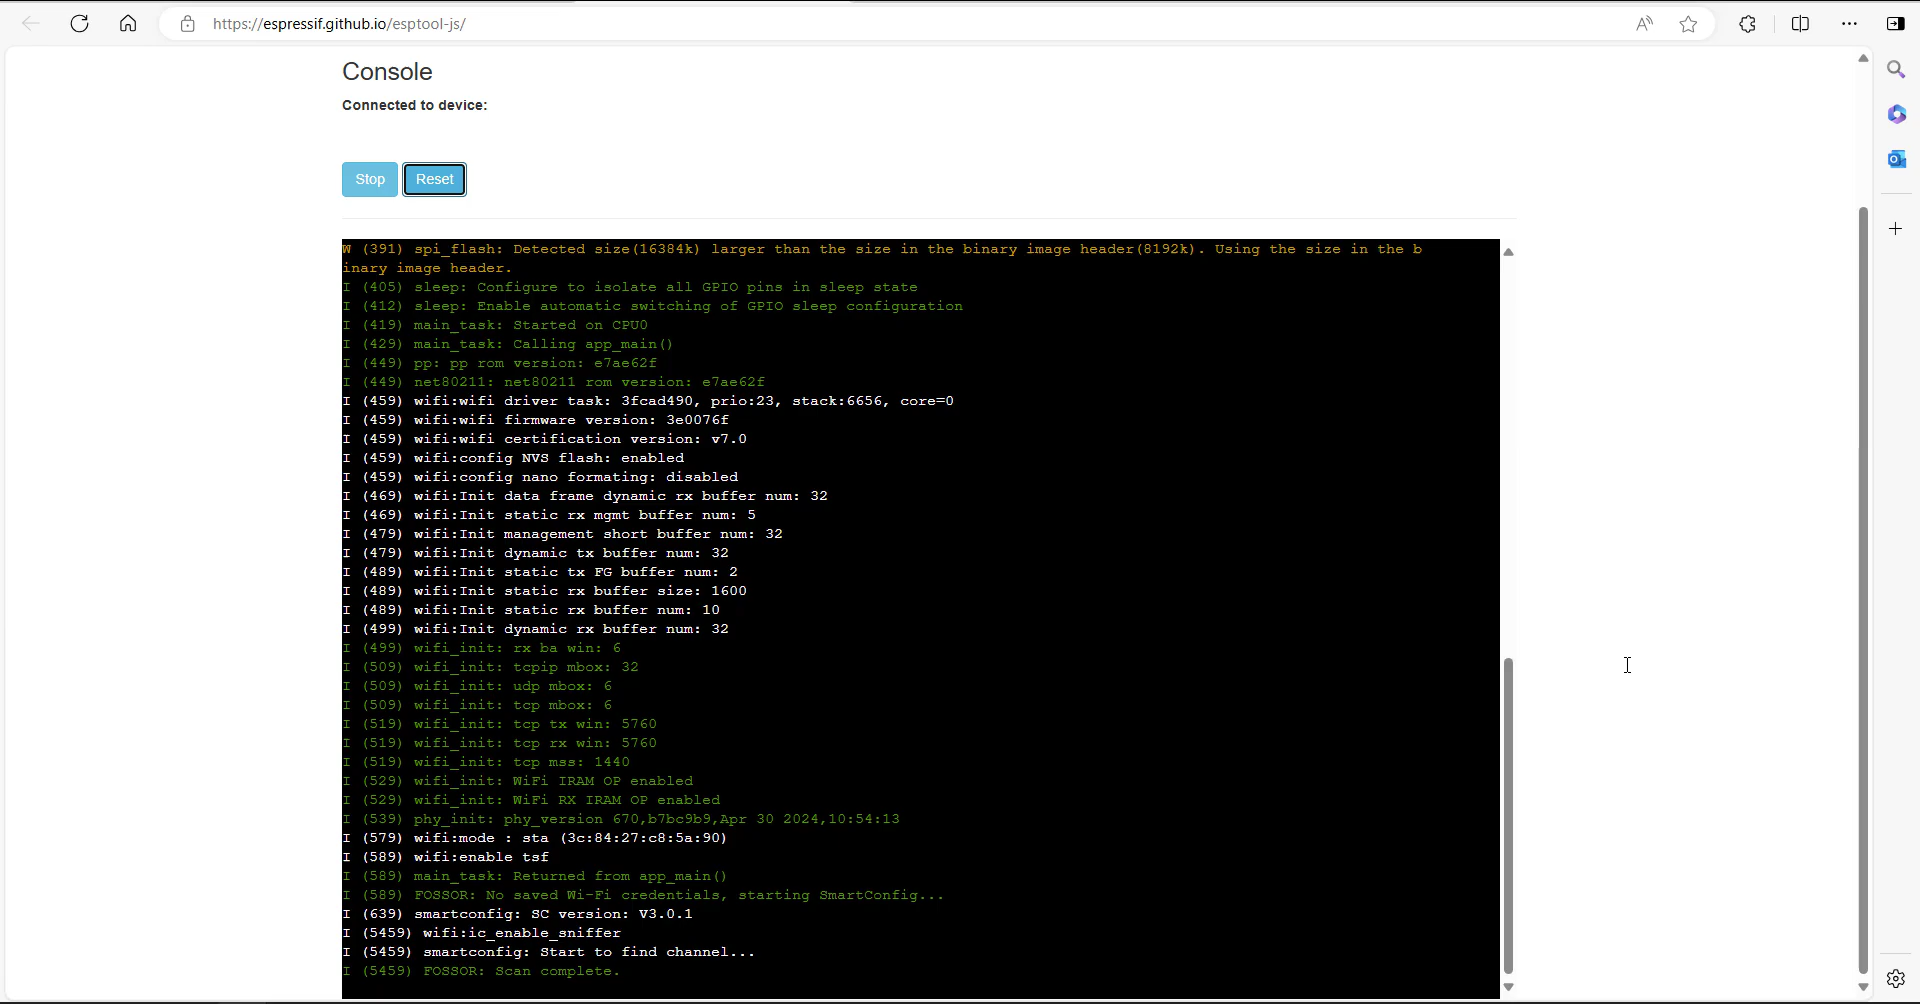 https://espressif.github.io/esptool-js/
Console
Connected to device:
Stop Reset
W (391) spi_flash: Detected size(16384k) larger than the size in the binary image header(8192k). Using the size in the b
inary image header.
I (405) sleep: Configure to isolate all GPIO pins in sleep state
I (412) sleep: Enable automatic switching of GPIO sleep configuration
I (419) main_task: Started on CPU0
I (429) main_task: Calling app_main()
I (449) pp: pp rom version: e7ae62f
I (449) net80211: net80211 rom version: e7ae62f
I (459) wifi:wifi driver task: 3fcad490, prio:23, stack:6656, core=0
I (459) wifi:wifi firmware version: 3e0076f
I (459) wifi:wifi certification version: v7.0
I (459) wifi:config NVS flash: enabled
I (459) wifi:config nano formating: disabled
I (469) wifi:Init data frame dynamic rx buffer num: 32
I (469) wifi:Init static rx mgmt buffer num: 5
I (479) wifi:Init management short buffer num: 32
I (479) wifi:Init dynamic tx buffer num: 32
I (489) wifi:Init static tx FG buffer num: 2
I (489) wifi:Init static rx buffer size: 1600
I (489) wifi:Init static rx buffer num: 10
I (499) wifi:Init dynamic rx buffer num: 32
I (499) wifi_init: rx ba win: 6
I (509) wifi_init: tcpip mbox: 32
I (509) wifi_init: udp mbox: 6
I (509) wifi_init: tcp mbox: 6
I (519) wifi_init: tcp tx win: 5760
I (519) wifi_init: tcp rx win: 5760
I (519) wifi_init: tcp mss: 1440
I (529) wifi_init: WiFi IRAM OP enabled
I (529) wifi_init: WiFi RX IRAM OP enabled
I (539) phy_init: phy_version 670,b7bc9b9,Apr 30 2024,10:54:13
I (579) wifi:mode : sta (3c:84:27:c8:5a:90)
I (589) wifi:enable tsf
I (589) main_task: Returned from app_main()
I (589) FOSSOR: No saved Wi-Fi credentials, starting SmartConfig...
I (639) smartconfig: SC version: V3.0.1
I (5459) wifi:ic_enable_sniffer
I (5459) smartconfig: Start to find channel...
I (5459) FOSSOR: Scan complete.